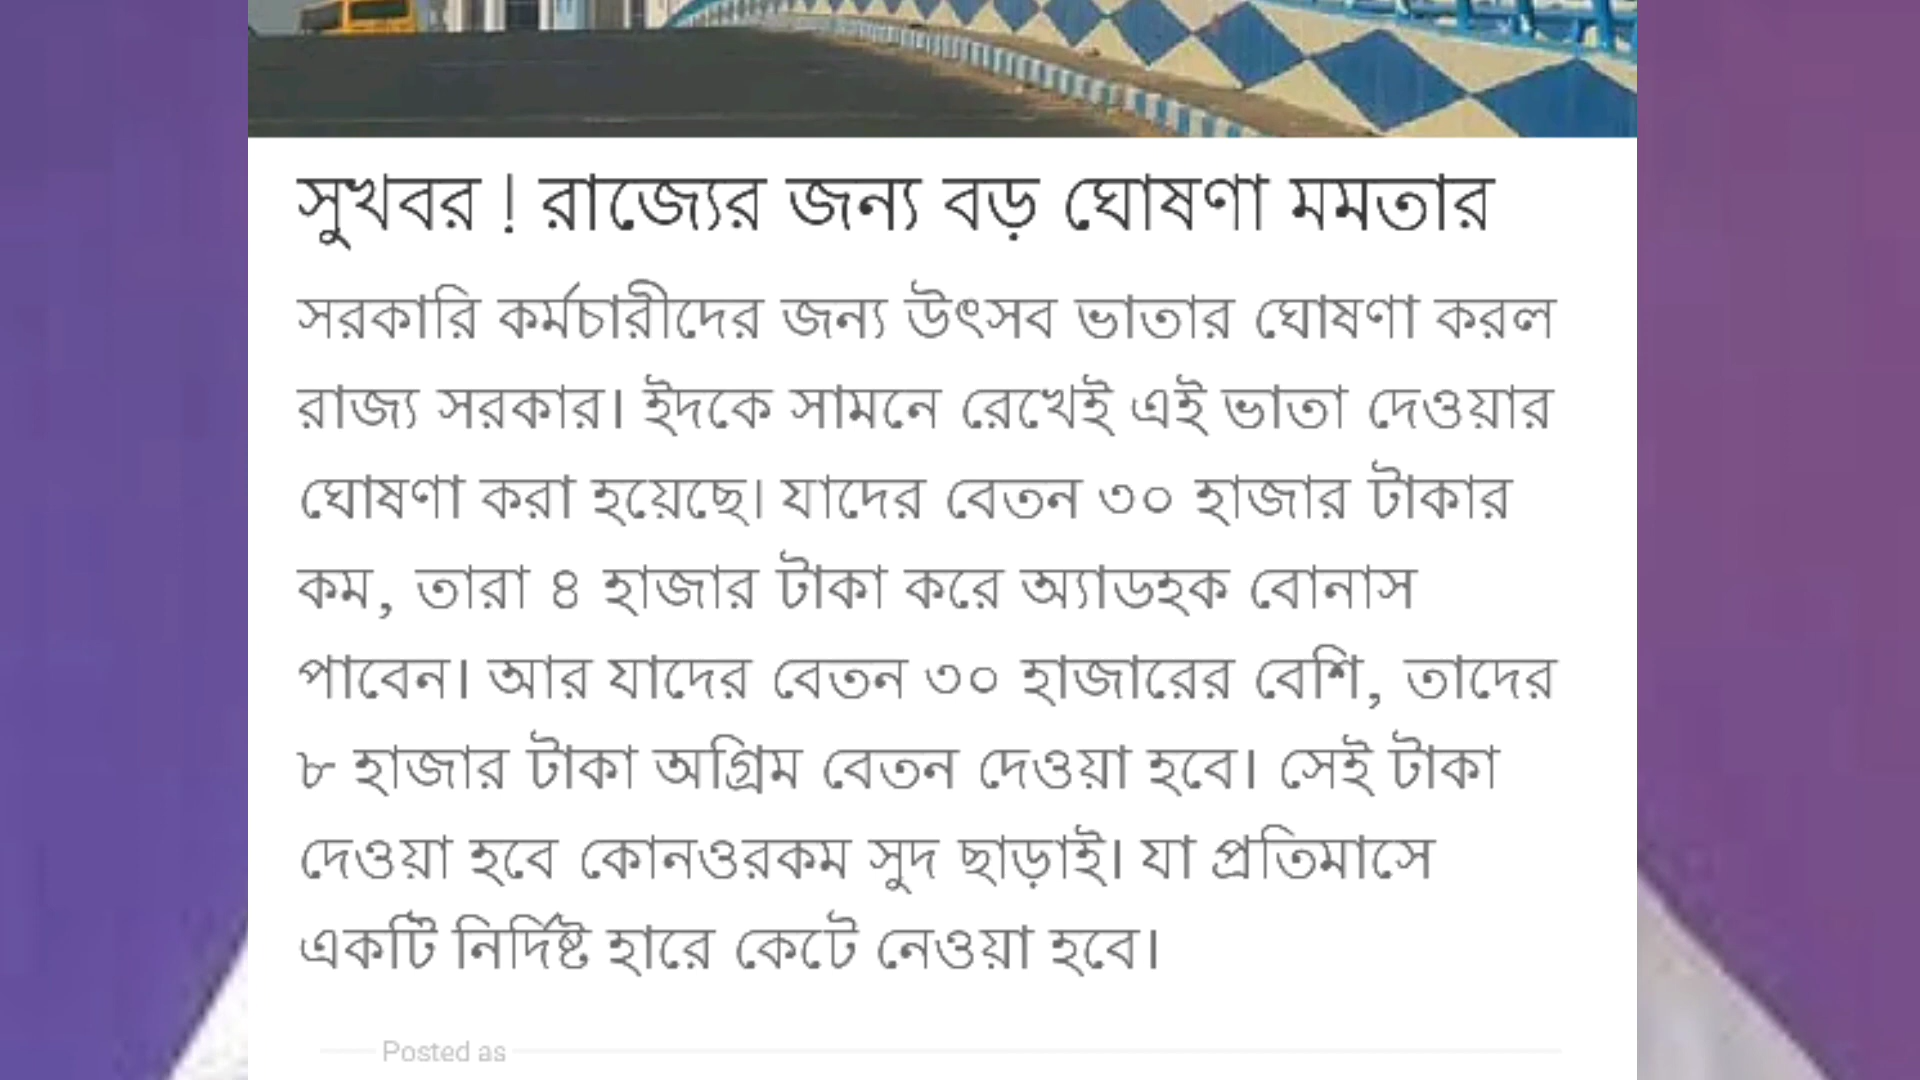 সুখবর ! রাজ্যের জন্য বড় ঘোষণা মমতার
সরকারি কর্মচারীদের জন্য উৎসব ভাতার ঘোষণা করল
রাজ্য সরকার। ইদকে সামনে রেখেই এই ভাতা দেওয়ার
ঘোষণা করা হয়েছে। যাদের বেতন ৩০ হাজার টাকার
কম, তারা ৪ হাজার টাকা করে অ্যাডহক বোনাস
পাবেন। আর যাদের বেতন ৩০ হাজারের বেশি, তাদের
৮ হাজার টাকা অগ্রিম বেতন দেওয়া হবে। সেই টাকা
দেওয়া হবে কোনওরকম সুদ ছাড়াই। যা প্রতিমাসে
একটি নির্দিষ্ট হারে কেটে নেওয়া হবে।
Posted as